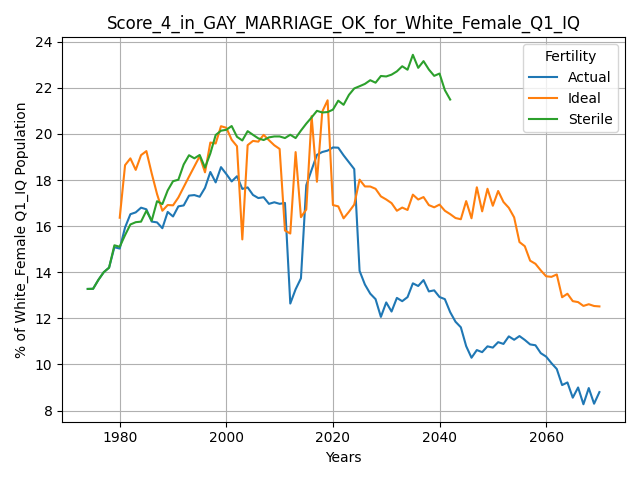 Score_4_in_GAY_MARRIAGE_OK_for_White_Female_Q1_IQ
24
22
20
18
16
14
12
10
8
% of White_Female Q1_IQ Population
Fertility
Actual
Ideal
Sterile
1980 2000 2020 2040 2060
Years